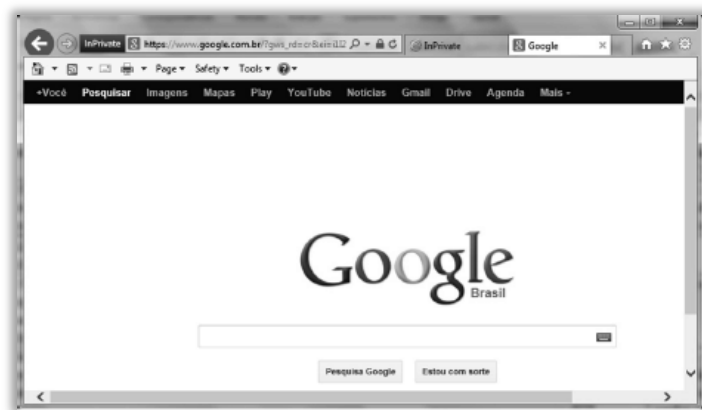 InPrivate https://www.google.com.br/? InPrivate Google
Page Safety Tools
+Você Pesquisar Imagens Mapas Play YouTube Notícias Gmail Drive Agenda Mais
Google
Brasil
Pesquisa Google Estou com sorte